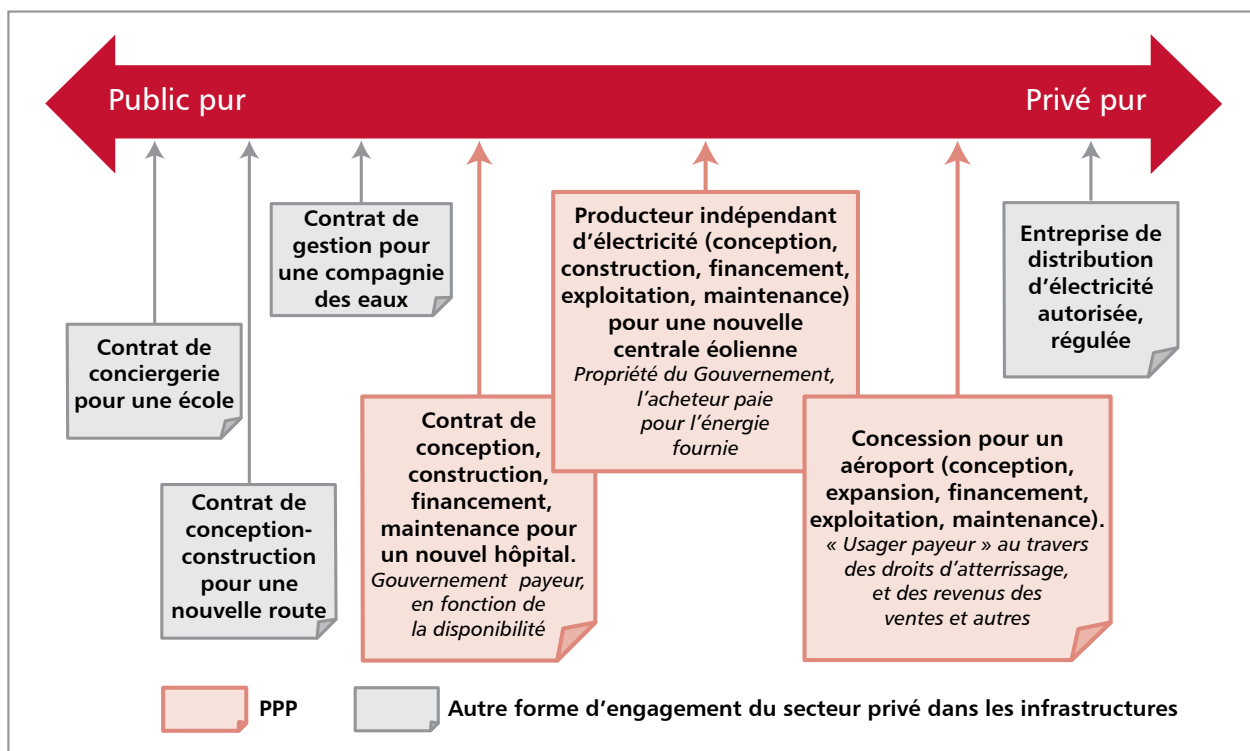 Public pur
Privé pur
Contrat de
conciergerie
pour une école
Contrat de
conception-
construction
pour une
nouvelle route
Contrat de
gestion pour
une compagnie
des eaux
Contrat de
conception,
construction,
financement,
maintenance pour
un nouvel hôpital.
Gouvernement payeur,
en fonction de
la disponibilité
Producteur indépendant
d’électricité (conception,
construction, financement,
exploitation, maintenance)
pour une nouvelle
centrale éolienne
Propriété du Gouvernement,
l’acheteur paie
pour l’énergie
fournie
Concession pour un
aéroport (conception,
expansion, financement,
exploitation, maintenance).
« Usager payeur » au travers
des droits d’atterrissage,
et des revenus des
ventes et autres
Entreprise de
distribution
d’électricité
autorisée,
régulée
PPP
Autre forme d’engagement du secteur privé dans les infrastructures